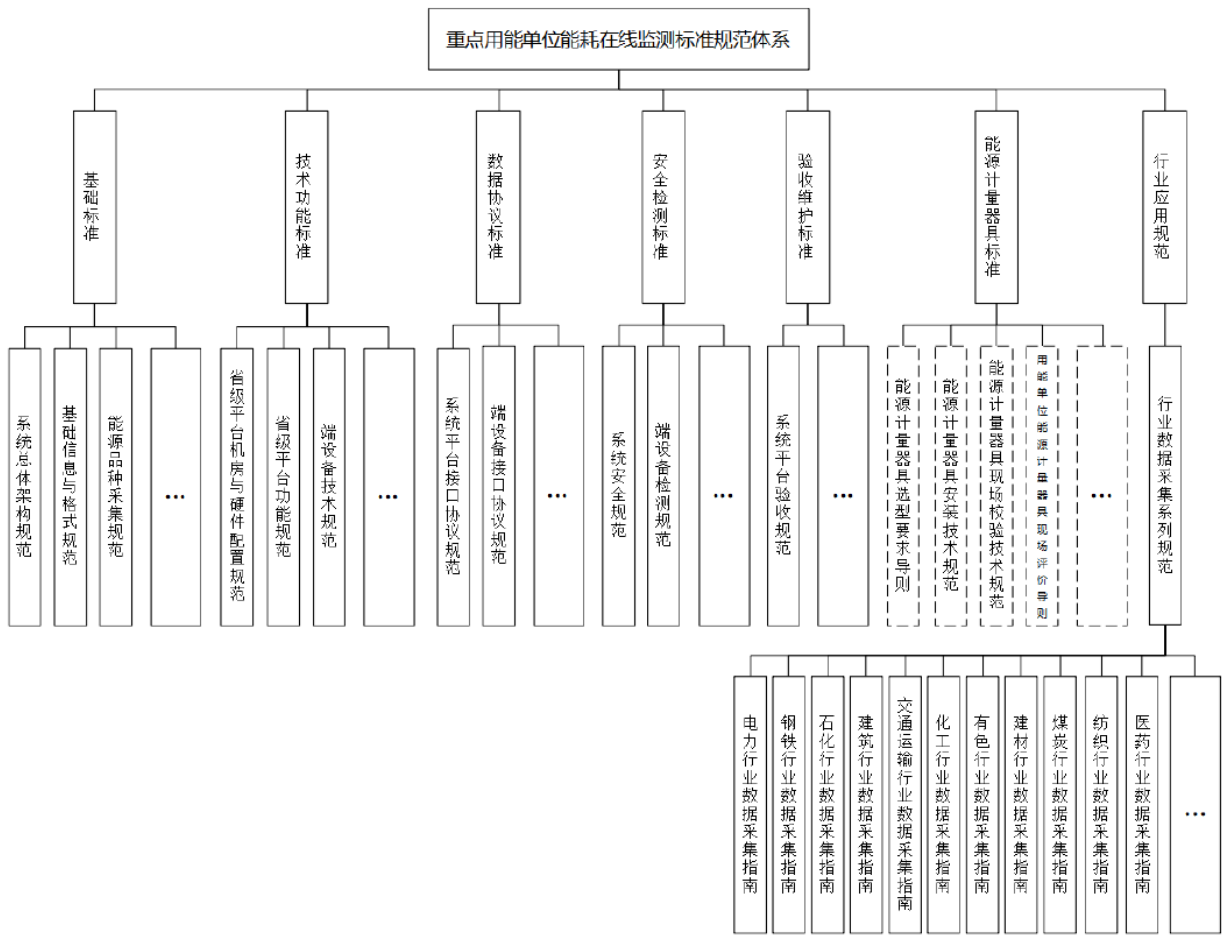 重点用能单位能耗在线监测标准规范体系
基础标准
技术功能标准
数据协议标准
安全检测标准
验收维护标准
能源计量器具标准
行业应用规范
系统总体架构规范
基础信息与格式规范
能源品种采集规范
...
省级平台机房与硬件配置规范
省级平台功能规范
端设备技术规范
...
系统平台接口协议规范
端设备接口协议规范
...
系统安全规范
端设备检测规范
...
系统平台验收规范
...
能源计量器具选型要求导则
能源计量器具安装技术规范
能源计量器具现场校验技术规范
用能单位能源计量器具现场评价导则
...
行业数据采集系列规范
电力行业数据采集指南
钢铁行业数据采集指南
石化行业数据采集指南
建筑行业数据采集指南
交通运输行业数据采集指南
化工行业数据采集指南
有色行业数据采集指南
建材行业数据采集指南
煤炭行业数据采集指南
纺织行业数据采集指南
医药行业数据采集指南
...